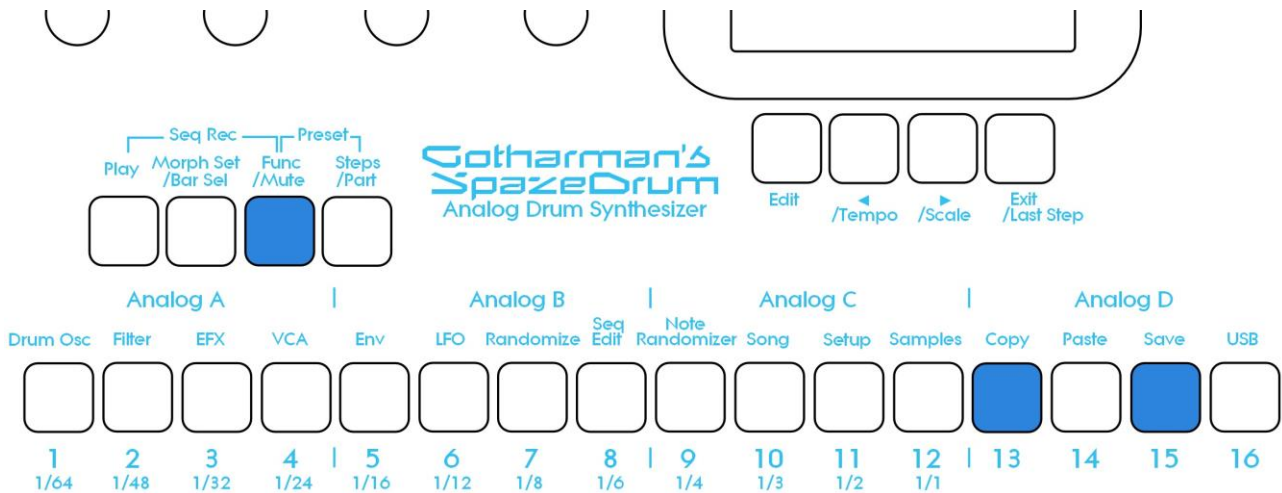 Seq Rec Preset
Play Morph Set /Bar Sel Func /Mute Steps /Part
Gotharman's
SpazeDrum
Analog Drum Synthesizer
Edit ◄ /Tempo ► /Scale Exit /Last Step
Analog A | Analog B | Analog C | Analog D
Drum Osc Filter EFX VCA Env LFO Randomize Seq Edit Note Randomizer Song Setup Samples Copy Paste Save USB
1 2 3 4 | 5 6 7 8 | 9 10 11 12 | 13 14 15 16
1/64 1/48 1/32 1/24 1/16 1/12 1/8 1/6 1/4 1/3 1/2 1/1